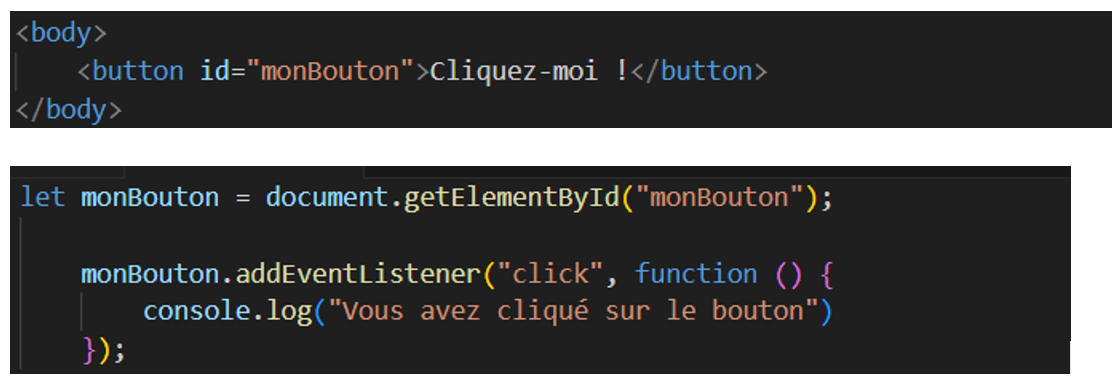 <body>
<button id="monBouton">Cliquez-moi !</button>
</body>
let monBouton = document.getElementById("monBouton");
monBouton.addEventListener("click", function () {
console.log("Vous avez cliqué sur le bouton")
});